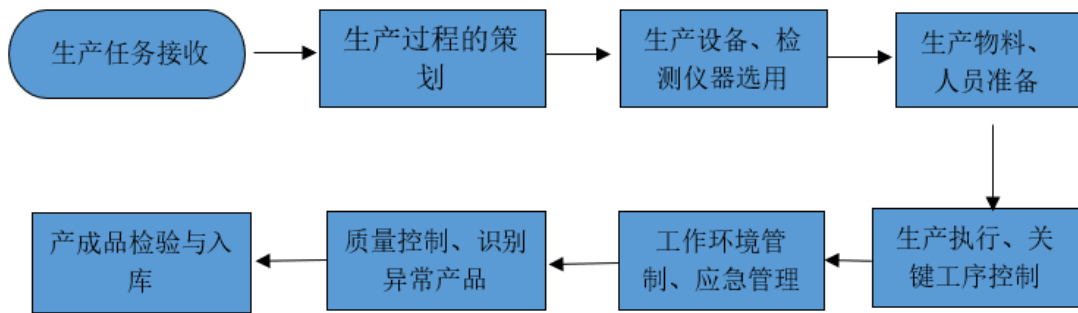 生产任务接收
生产过程的策
划
生产设备、检
测仪器选用
生产物料、
人员准备
生产执行、关
键工序控制
工作环境管
制、应急管理
质量控制、识别
异常产品
产成品检验与入
库